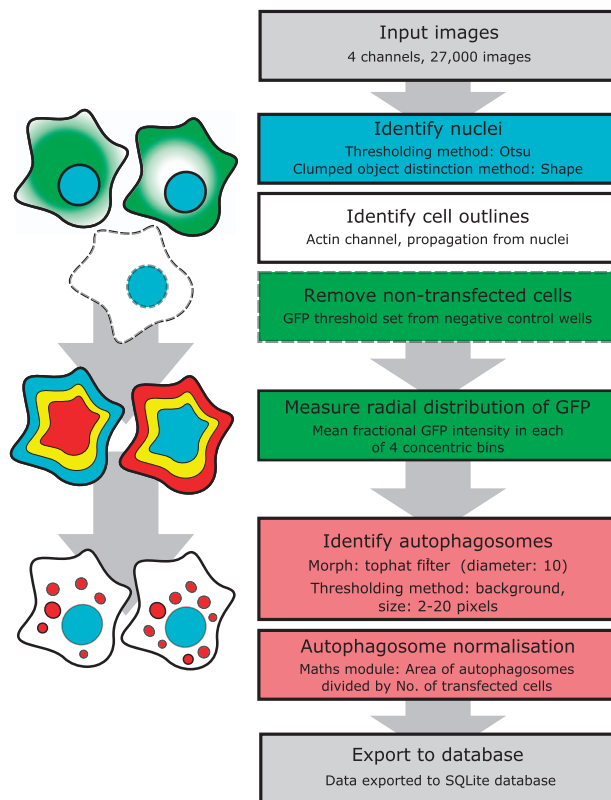 Input images
4 channels, 27,000 images
Identify nuclei
Thresholding method: Otsu
Clumped object distinction method: Shape
Identify cell outlines
Actin channel, propagation from nuclei
Remove non-transfected cells
GFP threshold set from negative control wells
Measure radial distribution of GFP
Mean fractional GFP intensity in each
of 4 concentric bins
Identify autophagosomes
Morph: tophat filter (diameter: 10)
Thresholding method: background,
size: 2-20 pixels
Autophagosome normalisation
Maths module: Area of autophagosomes
divided by No. of transfected cells
Export to database
Data exported to SQLite database